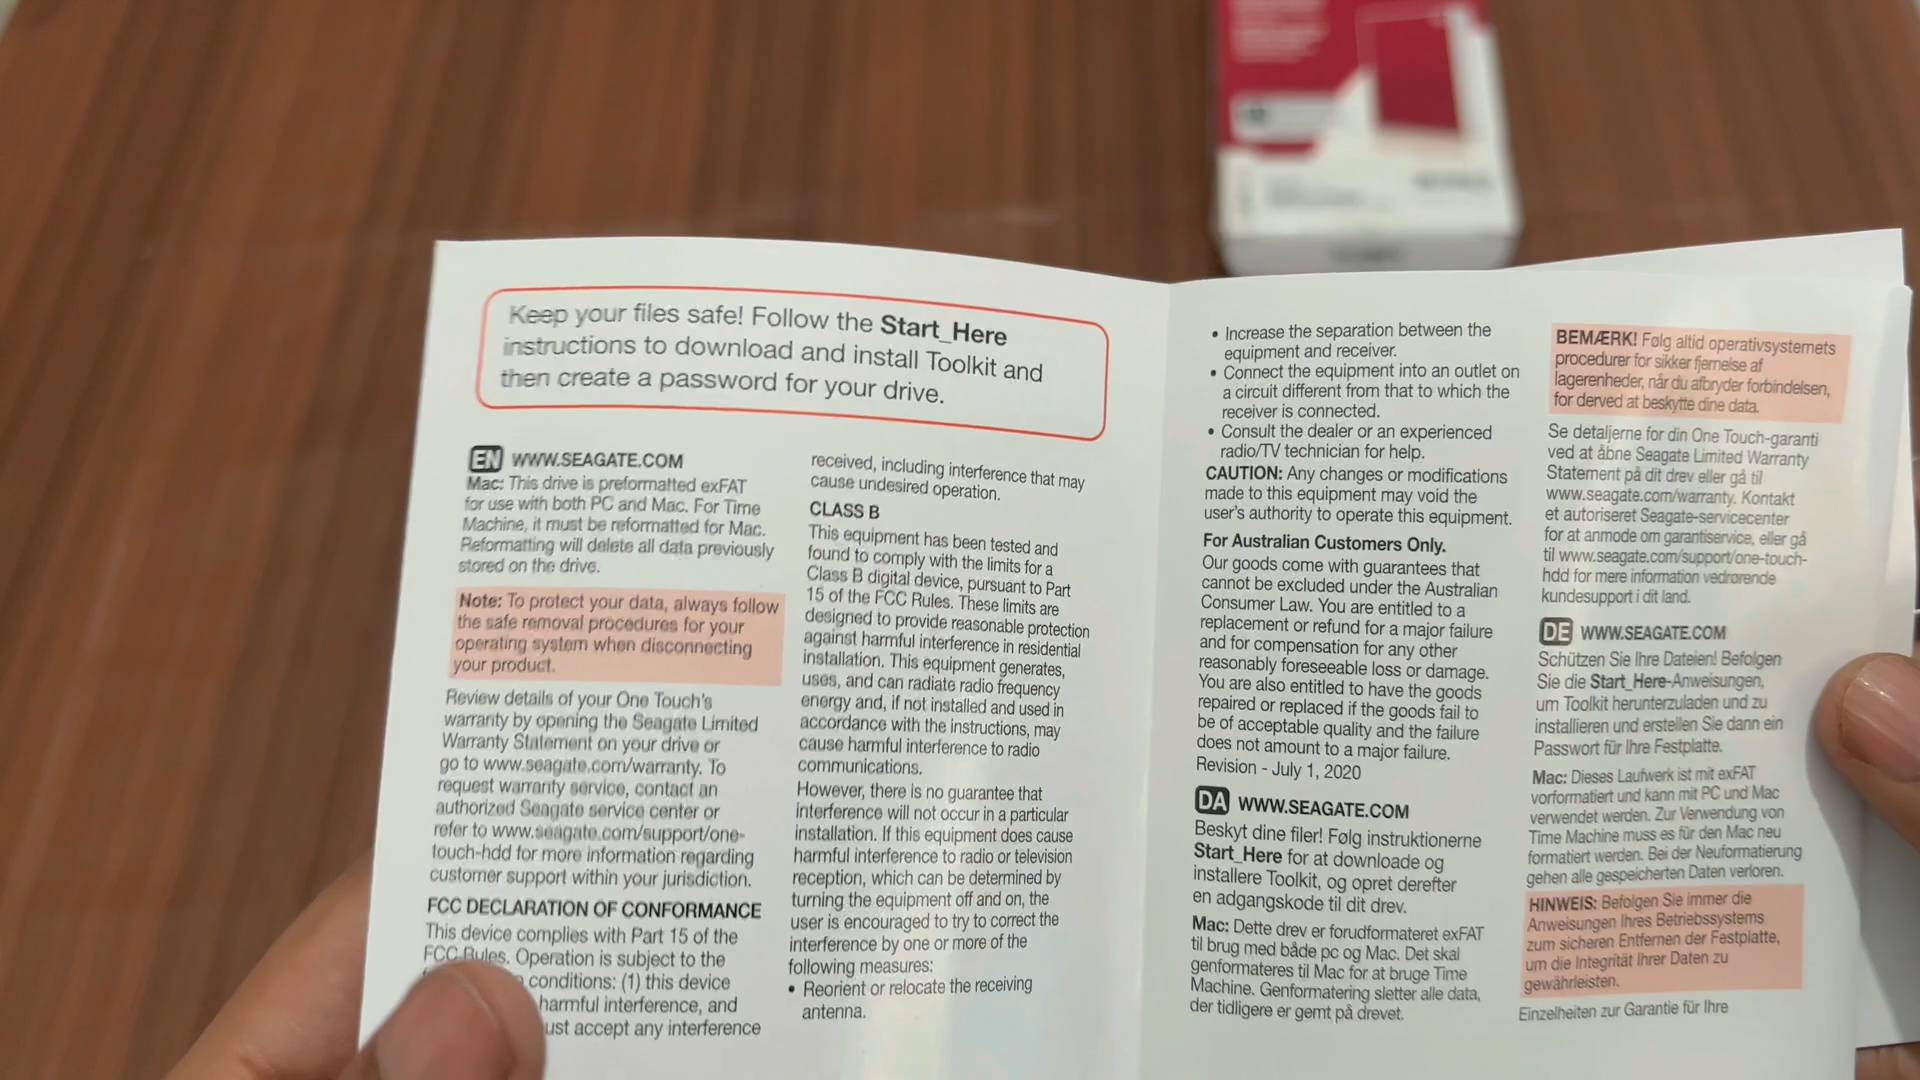 Keep your files safe! Follow the Start_Here
instructions to download and install Toolkit and
then create a password for your drive.
EN WWW.SEAGATE.COM
Mac: This drive is preformatted exFAT
for use with both PC and Mac. For Time
Machine, it must be reformatted for Mac.
Reformatting will delete all data previously
stored on the drive.
Note: To protect your data, always follow
the safe removal procedures for your
operating system when disconnecting
your product.
Review details of your One Touch's
warranty by opening the Seagate Limited
Warranty Statement on your drive or
go to www.seagate.com/warranty. To
request warranty service, contact an
authorized Seagate service center or
refer to www.seagate.com/support/one-
touch-hdd for more information regarding
customer support within your jurisdiction.
FCC DECLARATION OF CONFORMANCE
This device complies with Part 15 of the
FCC Rules. Operation is subject to the
conditions: (1) this device
harmful interference, and
ust accept any interference
received, including interference that may
cause undesired operation.
CLASS B
This equipment has been tested and
found to comply with the limits for a
Class B digital device, pursuant to Part
15 of the FCC Rules. These limits are
designed to provide reasonable protection
against harmful interference in residential
installation. This equipment generates,
uses, and can radiate radio frequency
energy and, if not installed and used in
accordance with the instructions, may
cause harmful interference to radio
communications.
However, there is no guarantee that
interference will not occur in a particular
installation. If this equipment does cause
harmful interference to radio or television
reception, which can be determined by
turning the equipment off and on, the
user is encouraged to try to correct the
interference by one or more of the
following measures:
• Reorient or relocate the receiving
antenna.
• Increase the separation between the
equipment and receiver.
• Connect the equipment into an outlet on
a circuit different from that to which the
receiver is connected.
• Consult the dealer or an experienced
radio/TV technician for help.
CAUTION: Any changes or modifications
made to this equipment may void the
user's authority to operate this equipment.
For Australian Customers Only.
Our goods come with guarantees that
cannot be excluded under the Australian
Consumer Law. You are entitled to a
replacement or refund for a major failure
and for compensation for any other
reasonably foreseeable loss or damage.
You are also entitled to have the goods
repaired or replaced if the goods fail to
be of acceptable quality and the failure
does not amount to a major failure.
Revision - July 1, 2020
DA WWW.SEAGATE.COM
Beskyt dine filer! Følg instruktionerne
Start_Here for at downloade og
installere Toolkit, og opret derefter
en adgangskode til dit drev.
Mac: Dette drev er forudformateret exFAT
til brug med både pc og Mac. Det skal
genformateres til Mac for at bruge Time
Machine. Genformatering sletter alle data,
der tidligere er gemt på drevet.
BEMÆRK! Følg altid operativsystemets
procedurer for sikker fjernelse af
lagerenheder, når du afbryder forbindelsen,
for derved at beskytte dine data.
Se detaljerne for din One Touch-garanti
ved at åbne Seagate Limited Warranty
Statement på dit drev eller gå til
www.seagate.com/warranty. Kontakt
et autoriseret Seagate-servicecenter
for at anmode om garantiservice, eller gå
til www.seagate.com/support/one-touch-
hdd for mere information vedrørende
kundesupport i dit land.
DE WWW.SEAGATE.COM
Schützen Sie Ihre Dateien! Befolgen
Sie die Start_Here-Anweisungen,
um Toolkit herunterzuladen und zu
installieren und erstellen Sie dann ein
Passwort für Ihre Festplatte.
Mac: Dieses Laufwerk ist mit exFAT
vorformatiert und kann mit PC und Mac
verwendet werden. Zur Verwendung von
Time Machine muss es für den Mac neu
formatiert werden. Bei der Neuformatierung
gehen alle gespeicherten Daten verloren.
HINWEIS: Befolgen Sie immer die
Anweisungen Ihres Betriebssystems
zum sicheren Entfernen der Festplatte,
um die Integrität Ihrer Daten zu
gewährleisten.
Einzelheiten zur Garantie für Ihre